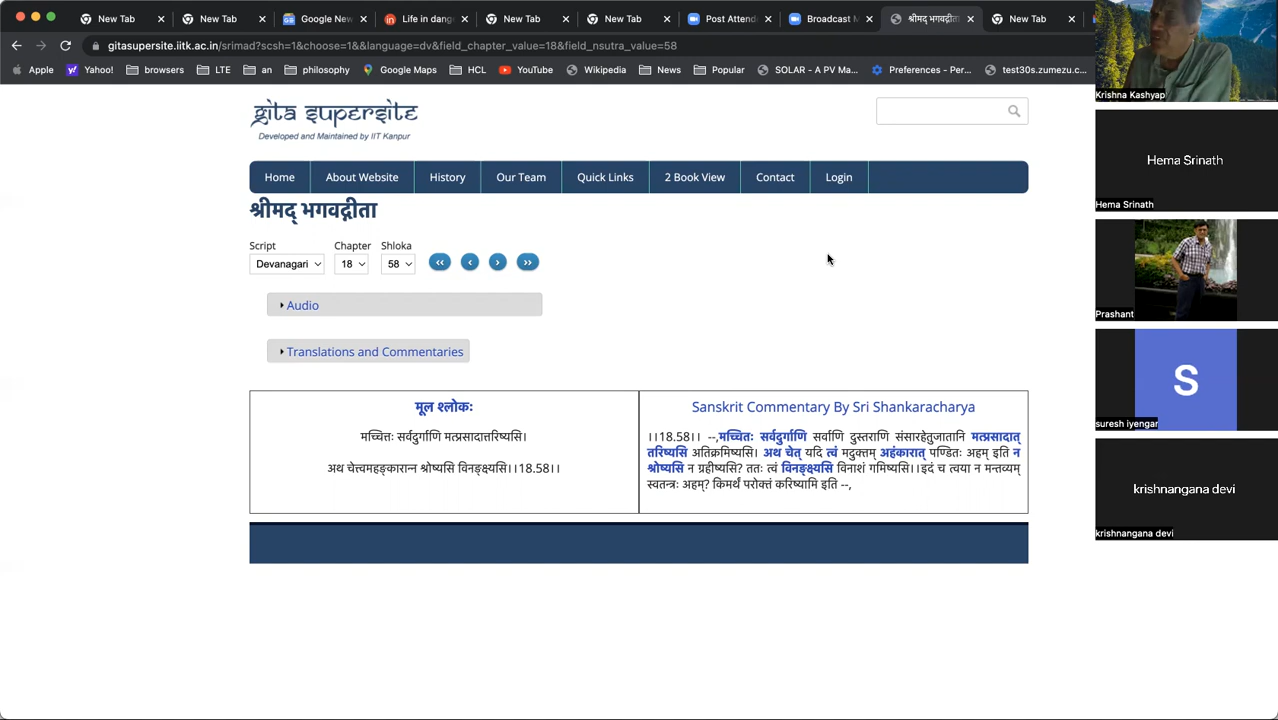 New Tab
New Tab
Google New
Life in dang
New Tab
New Tab
Post Attend
Broadcast M
श्रीमद् भगवद्गीता
New Tab
gitasupersite.iitk.ac.in/srimad?scsh=1&choose=1&&language=dv&field_chapter_value=18&field_nsutra_value=58
Apple
Yahoo!
browsers
LTE
an
philosophy
Google Maps
HCL
YouTube
Wikipedia
News
Popular
SOLAR - A PV Ma...
Preferences - Per...
test30s.zumezu.c...
gita supersite
Developed and Maintained by IIT Kanpur
Home
About Website
History
Our Team
Quick Links
2 Book View
Contact
Login
श्रीमद् भगवद्गीता
Script
Chapter
Shloka
Devanagari
18
58
Audio
Translations and Commentaries
मूल श्लोकः
मच्चित्तः सर्वदुर्गाणि मत्प्रसादात्तरिष्यसि।
अथ चेत्त्वमहङ्कारान्न श्रोष्यसि विनङ्क्ष्यसि।।18.58।।
Sanskrit Commentary By Sri Shankaracharya
।।18.58।। --,मच्चितः सर्वदुर्गाणि सर्वाणि दुस्तराणि संसारहेतुजातानि मत्प्रसादात्
तरिष्यसि अतिक्रमिष्यसि। अथ चेत् यदि त्वं मदुक्तम् अहंकारात् पण्डितः अहम् इति न
श्रोष्यसि न ग्रहीष्यसि? ततः त्वं विनङ्क्ष्यसि विनाशं गमिष्यसि।।इदं च त्वया न मन्तव्यम्
स्वतन्त्रः अहम्? किमर्थं परोक्तं करिष्यामि इति --,
Krishna Kashyap
Hema Srinath
Hema Srinath
Prashant
S
suresh iyengar
krishnangana devi
krishnangana devi